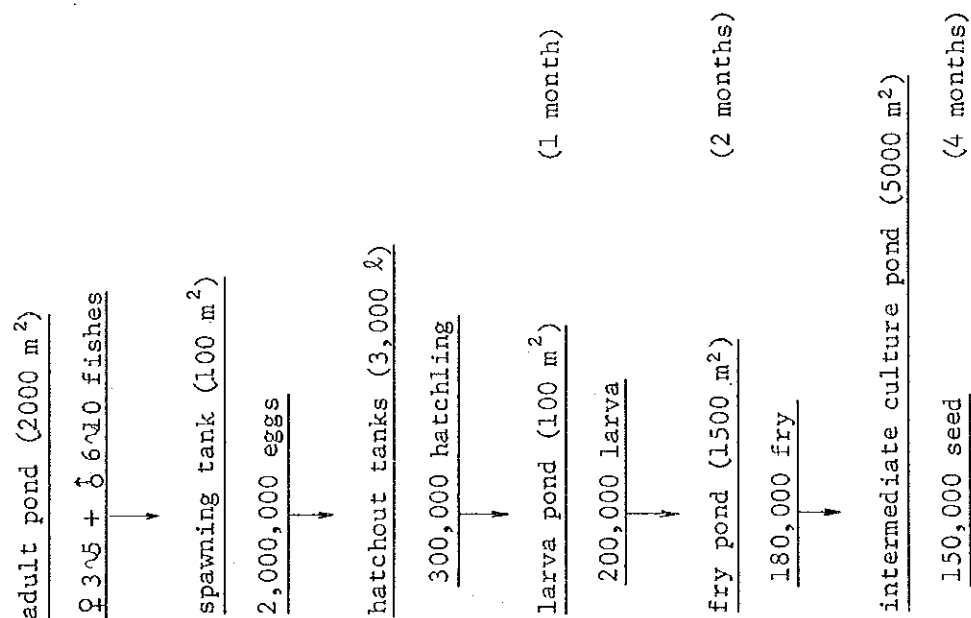 adult pond (2000 m²)
♀ 3∿5 + ♂ 6∿10 fishes
spawning tank (100 m²)
2,000,000 eggs
hatchout tanks (3,000 ℓ)
300,000 hatchling
larva pond (100 m²)
200,000 larva
(1 month)
fry pond (1500 m²)
180,000 fry
(2 months)
intermediate culture pond (5000 m²)
150,000 seed
(4 months)